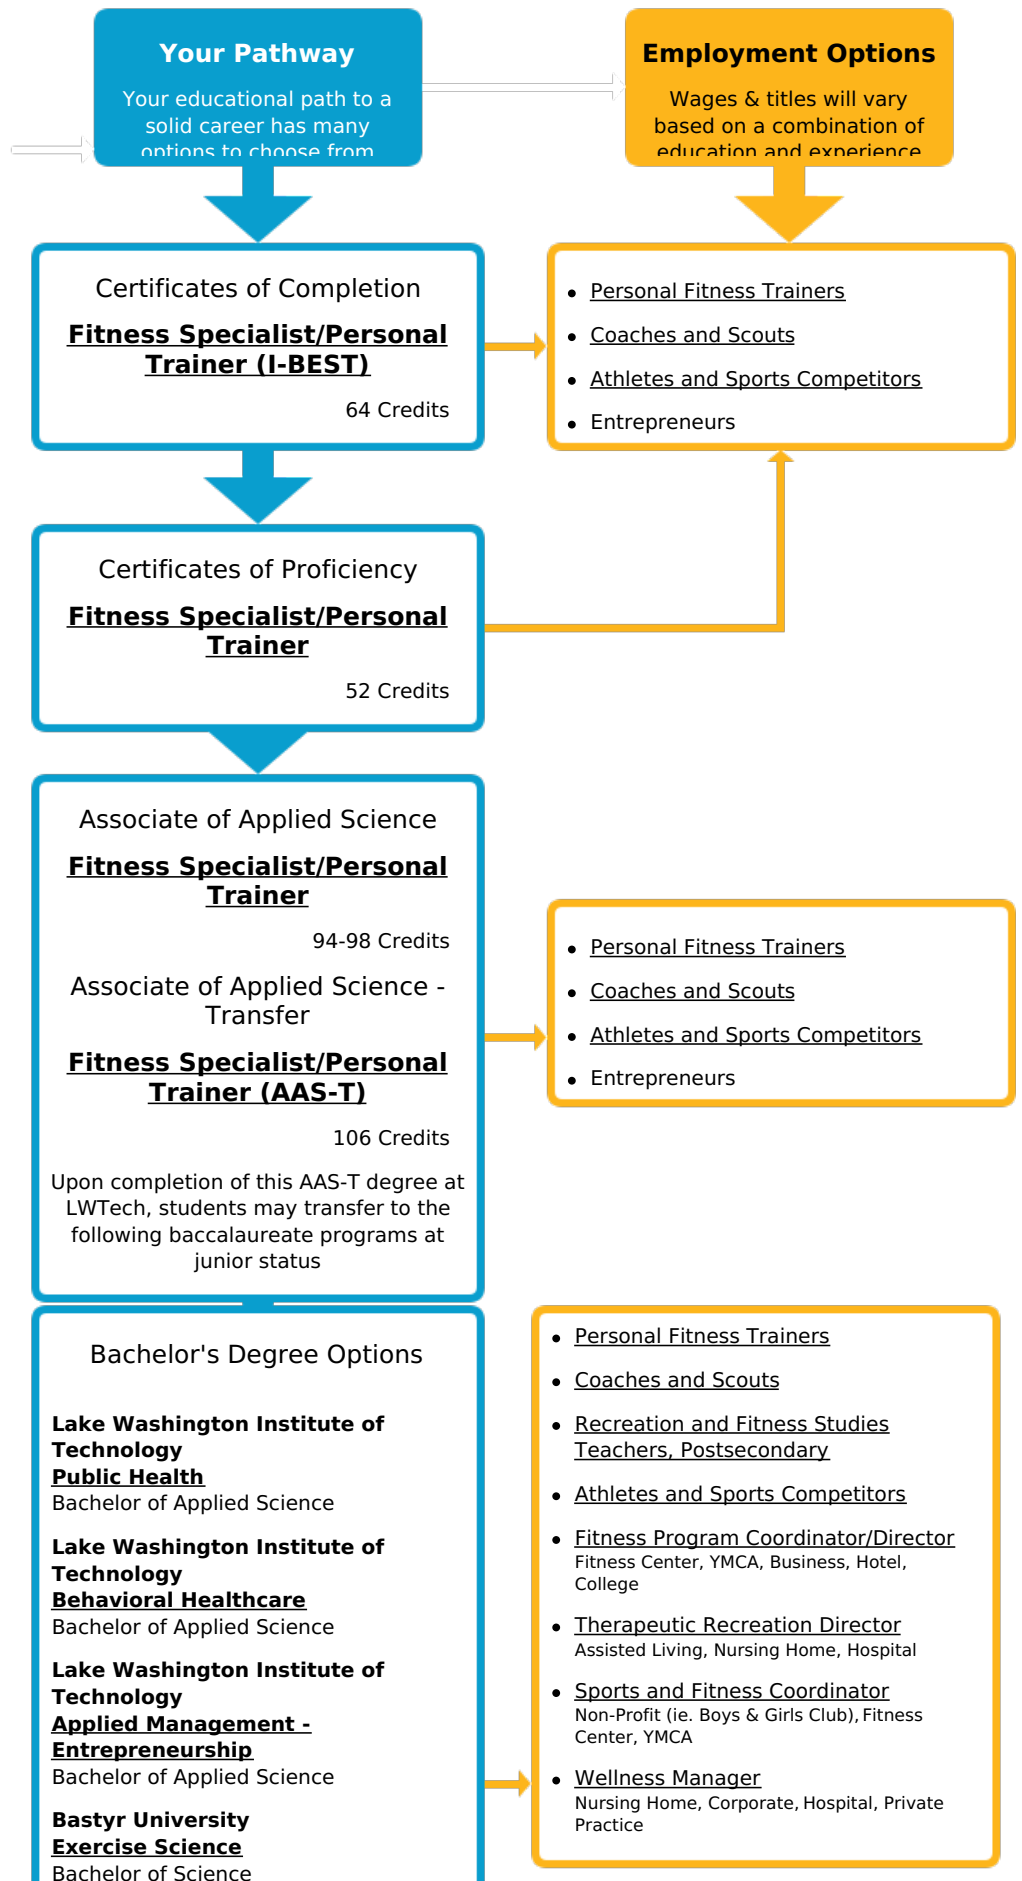 Your Pathway
Your educational path to a
solid career has many
options to choose from
Employment Options
Wages & titles will vary
based on a combination of
education and experience
Certificates of Completion
Fitness Specialist/Personal
Trainer (I-BEST)
64 Credits
Personal Fitness Trainers
Coaches and Scouts
Athletes and Sports Competitors
Entrepreneurs
Certificates of Proficiency
Fitness Specialist/Personal
Trainer
52 Credits
Associate of Applied Science
Fitness Specialist/Personal
Trainer
94-98 Credits
Associate of Applied Science -
Transfer
Fitness Specialist/Personal
Trainer (AAS-T)
106 Credits
Upon completion of this AAS-T degree at
LWTech, students may transfer to the
following baccalaureate programs at
junior status
Personal Fitness Trainers
Coaches and Scouts
Athletes and Sports Competitors
Entrepreneurs
Bachelor's Degree Options
Lake Washington Institute of
Technology
Public Health
Bachelor of Applied Science
Lake Washington Institute of
Technology
Behavioral Healthcare
Bachelor of Applied Science
Lake Washington Institute of
Technology
Applied Management -
Entrepreneurship
Bachelor of Applied Science
Bastyr University
Exercise Science
Bachelor of Science
Personal Fitness Trainers
Coaches and Scouts
Recreation and Fitness Studies
Teachers, Postsecondary
Athletes and Sports Competitors
Fitness Program Coordinator/Director
Fitness Center, YMCA, Business, Hotel,
College
Therapeutic Recreation Director
Assisted Living, Nursing Home, Hospital
Sports and Fitness Coordinator
Non-Profit (ie. Boys & Girls Club), Fitness
Center, YMCA
Wellness Manager
Nursing Home, Corporate, Hospital, Private
Practice